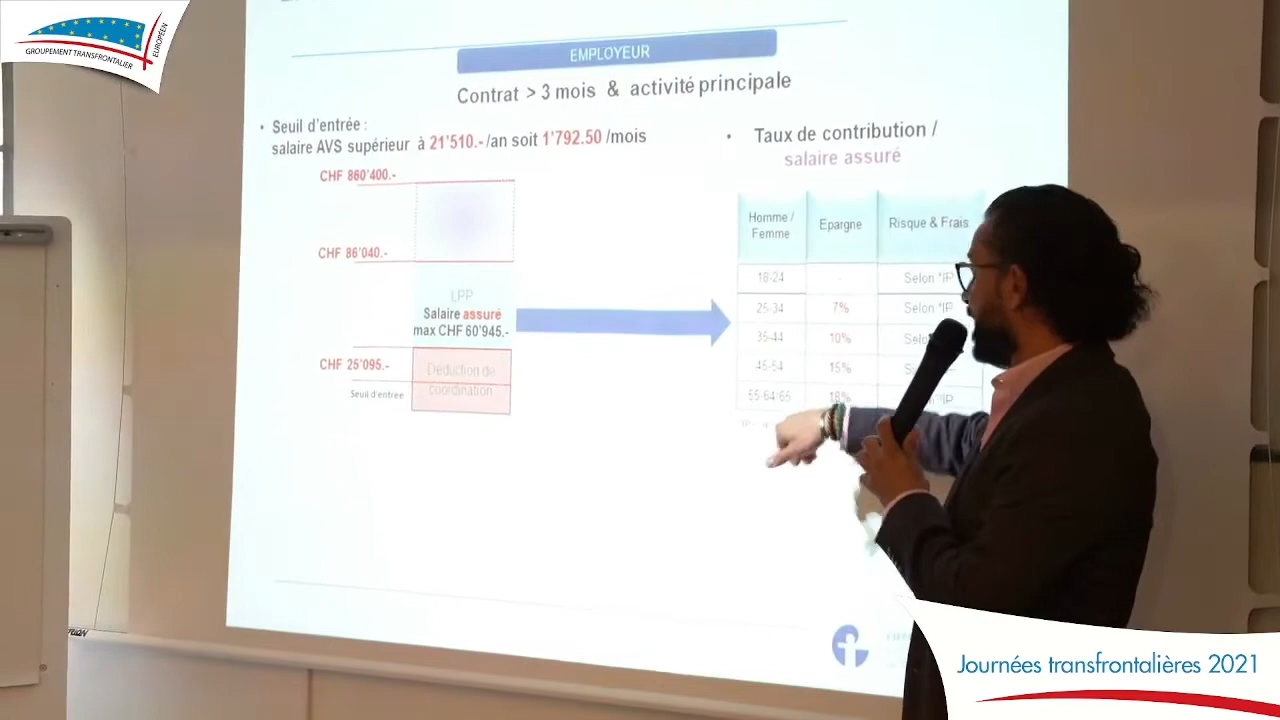 GROUPEMENT TRANSFRONTALIER
EUROPÉEN
EMPLOYEUR
Contrat > 3 mois & activité principale
• Seuil d'entrée :
salaire AVS supérieur à 21'510.- /an soit 1'792.50 /mois
CHF 860'400.-
CHF 86'040.-
LPP
Salaire assuré
max CHF 60'945.-
CHF 25'095.-
Déduction de
coordination
Seuil d'entrée
• Taux de contribution /
salaire assuré
Homme / Femme Epargne Risque & Frais
18-24 - Selon *IP
25-34 7% Selon *IP
35-44 10%
45-54 15%
55-64/65 18%
Journées transfrontalières 2021